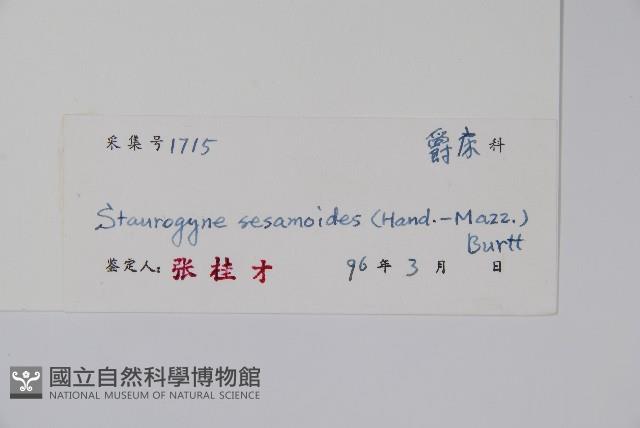 采集号 1715 爵床 科
Staurogyne sesamoides (Hand.-Mazz.)
Burtt
鉴定人: 张桂才 96 年 3 月 日
國立自然科學博物館
NATIONAL MUSEUM OF NATURAL SCIENCE